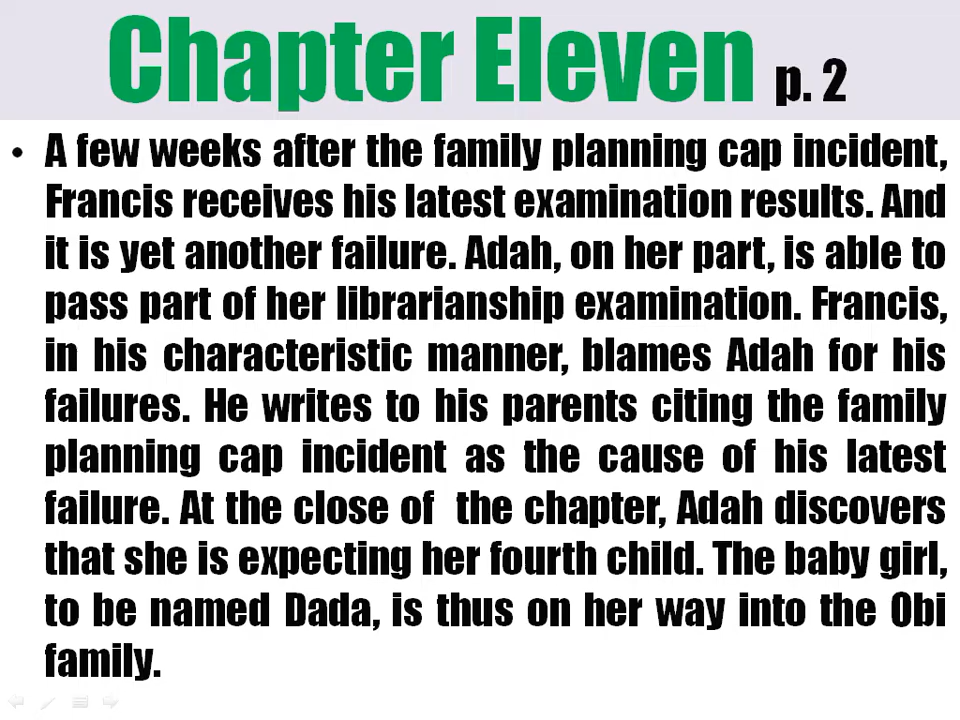 Chapter Eleven p. 2
• A few weeks after the family planning cap incident,
Francis receives his latest examination results. And
it is yet another failure. Adah, on her part, is able to
pass part of her librarianship examination. Francis,
in his characteristic manner, blames Adah for his
failures. He writes to his parents citing the family
planning cap incident as the cause of his latest
failure. At the close of the chapter, Adah discovers
that she is expecting her fourth child. The baby girl,
to be named Dada, is thus on her way into the Obi
family.